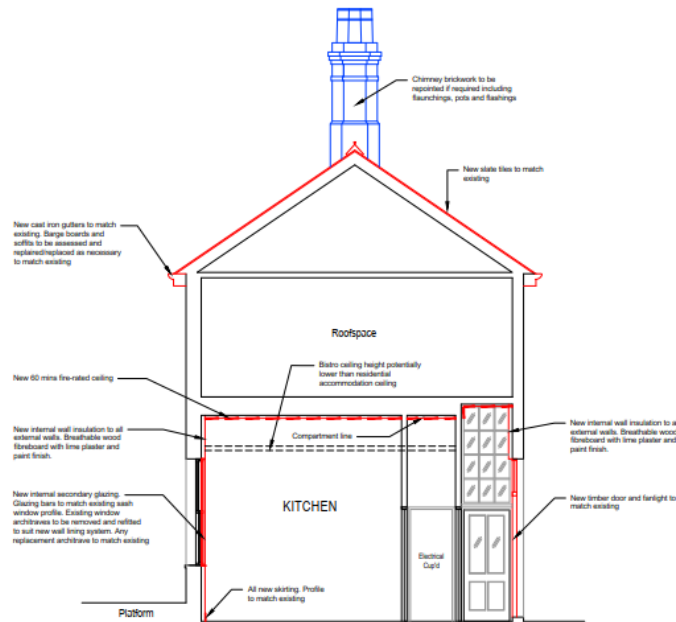 Chimney brickwork to be
repointed if required including
flaunchings, pots and flashings
New slate tiles to match
existing
New cast iron gutters to match
existing. Barge boards and
soffits to be assessed and
replaired/replaced as necessary
to match existing
Roofspace
Bistro ceiling height potentially
lower than residential
accommodation ceiling
New 60 mins fire-rated ceiling
New internal wall insulation to all
external walls. Breathable wood
fibreboard with lime plaster and
paint finish.
Compartment line
New internal wall insulation to a
external walls. Breathable wood
fibreboard with lime plaster and
paint finish.
New internal secondary glazing.
Glazing bars to match existing sash
window profile. Existing window
architraves to be removed and refitted
to suit new wall lining system. Any
replacement architrave to match existing
KITCHEN
New timber door and fanlight to
match existing
Electrical
Cup'd
All new skirting. Profile
to match existing
Platform